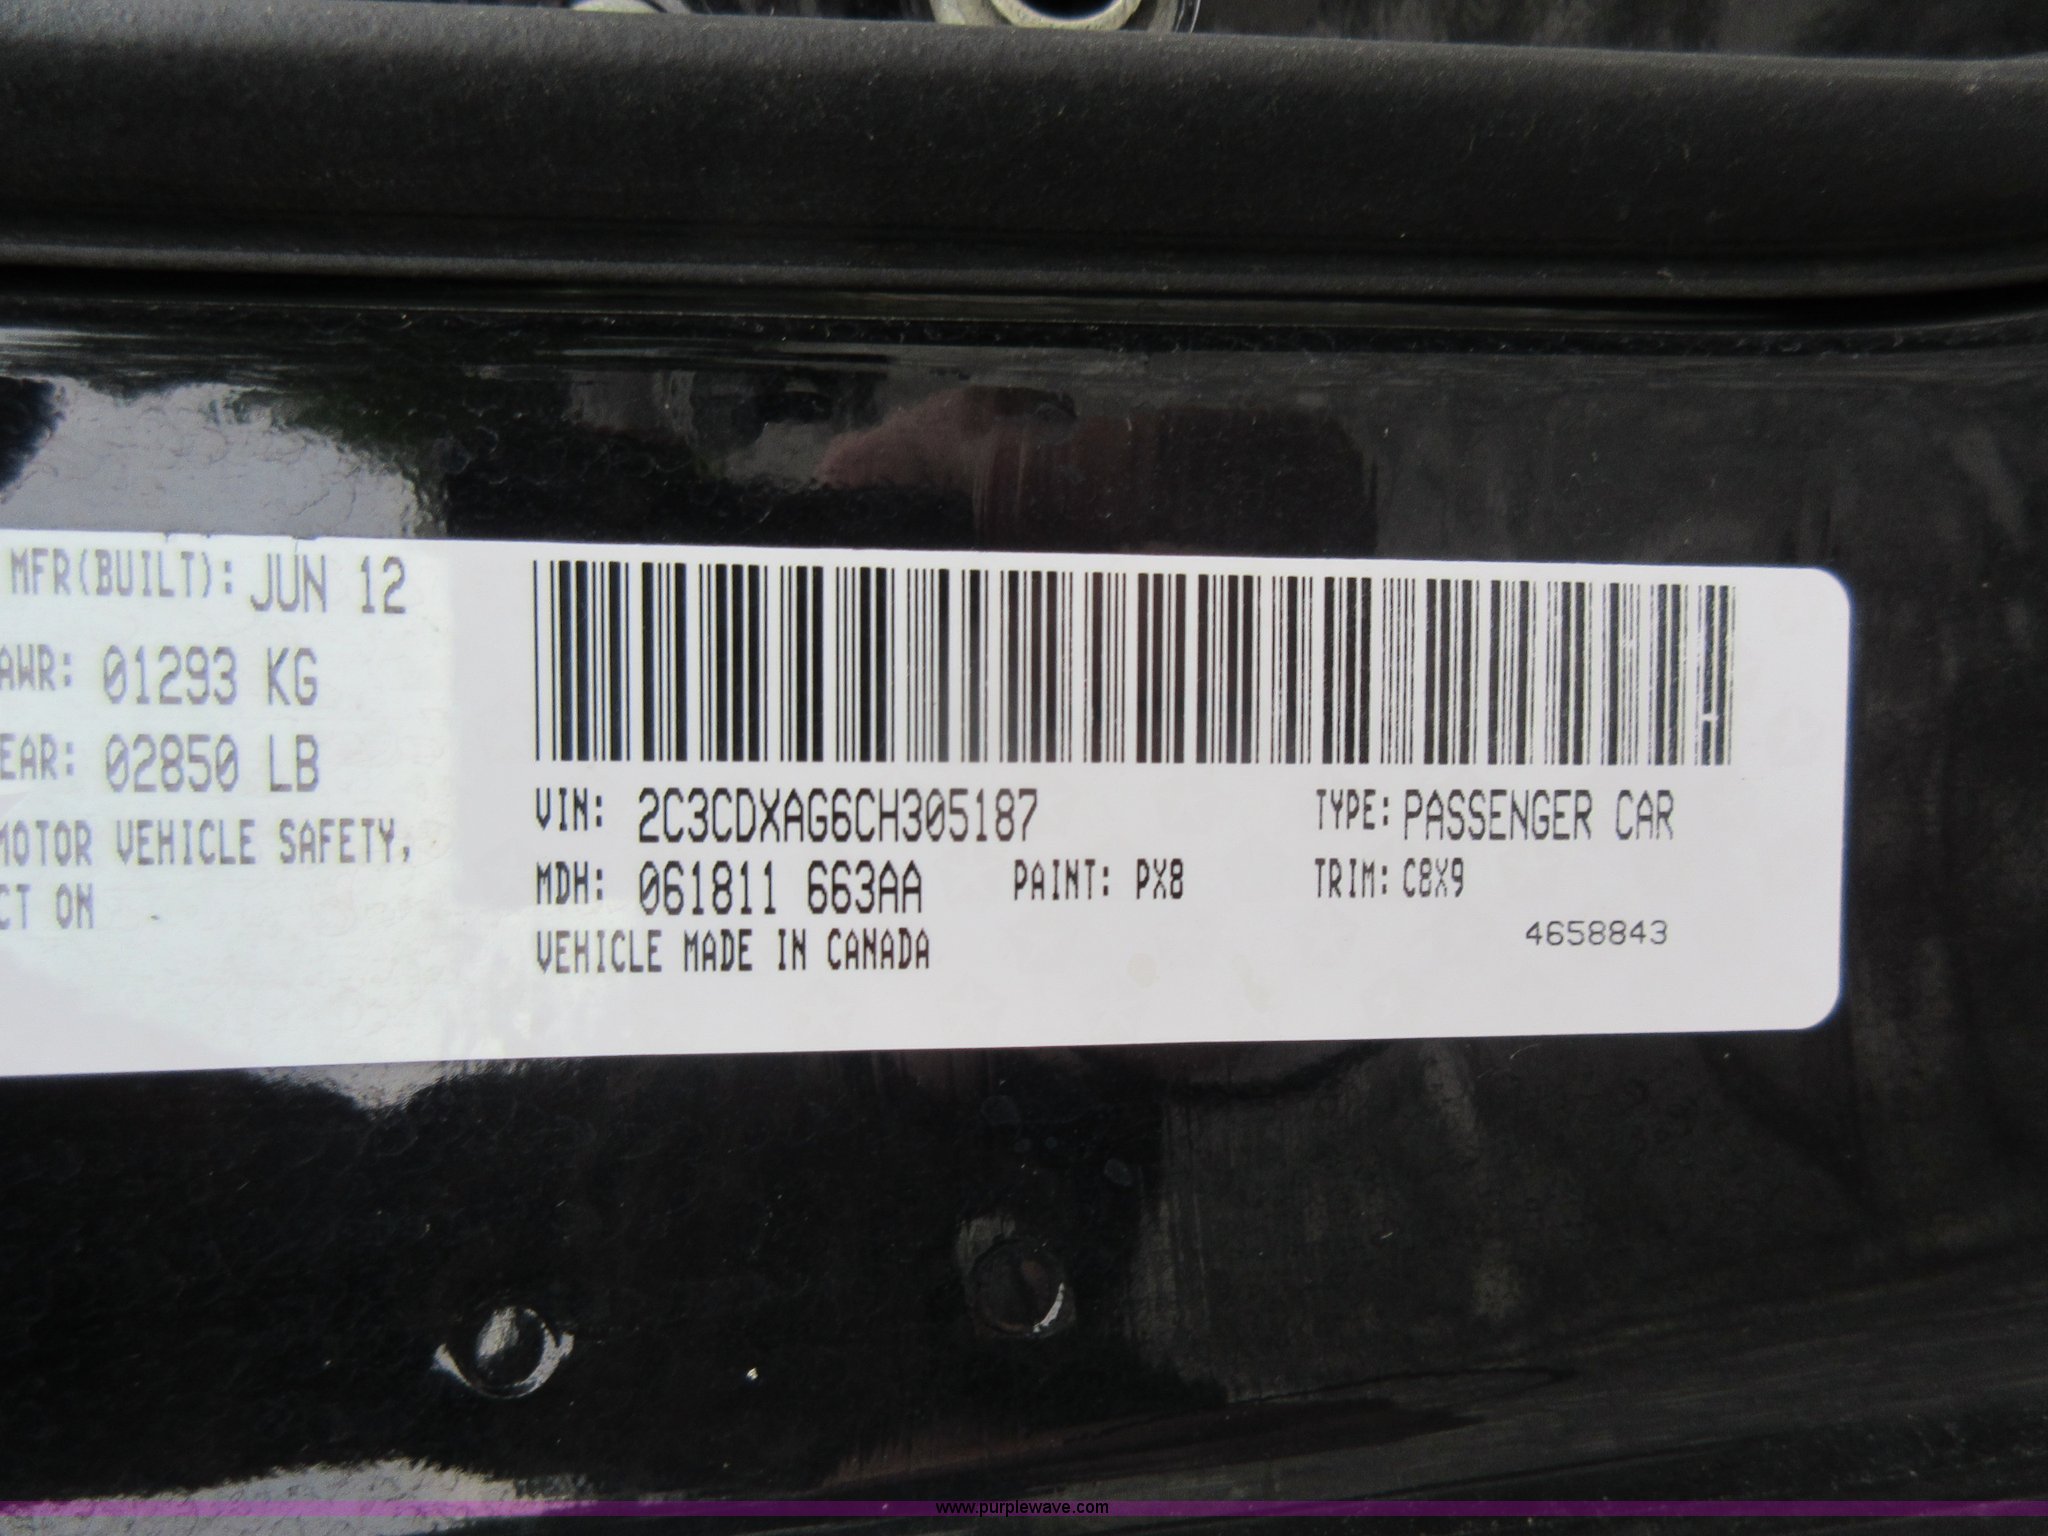 MFR(BUILT): JUN 12
AWR: 01293 KG
EAR: 02850 LB
MOTOR VEHICLE SAFETY,
CT ON
VIN: 2C3CDXAG6CH305187 TYPE: PASSENGER CAR
MDH: 061811 663AA PAINT: PX8 TRIM: C8X9
VEHICLE MADE IN CANADA 4658843
www.purplewave.com